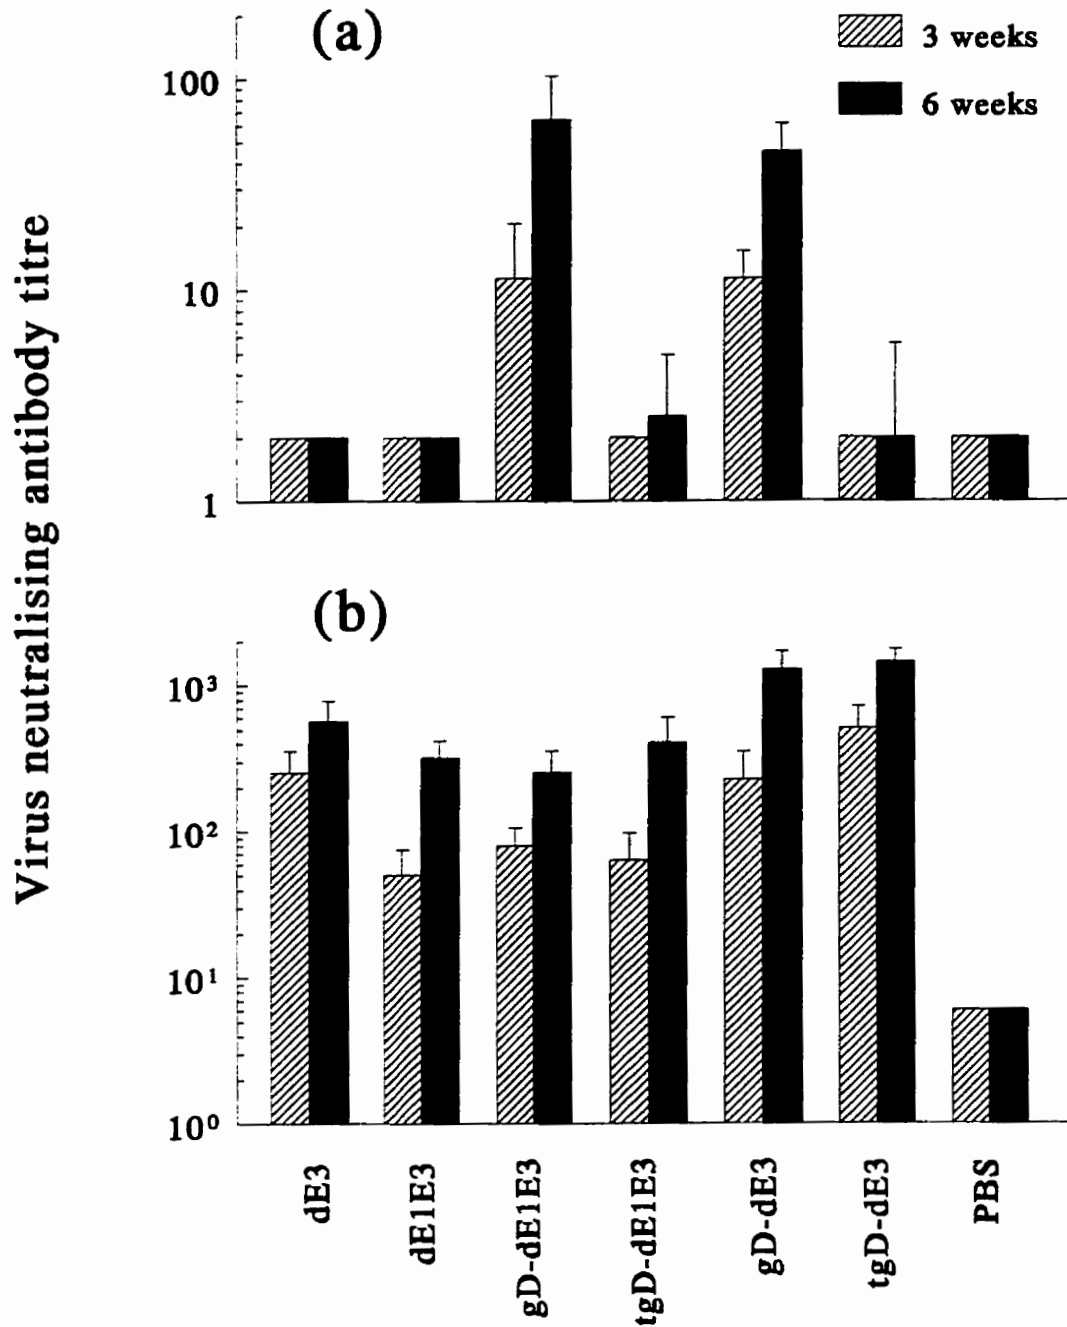 (a)
3 weeks
6 weeks
100
10
1
Virus neutralising antibody titre
(b)
10³
10²
10¹
10⁰
dE3
dE1E3
gD-dE1E3
tgD-dE1E3
gD-dE3
tgD-dE3
PBS